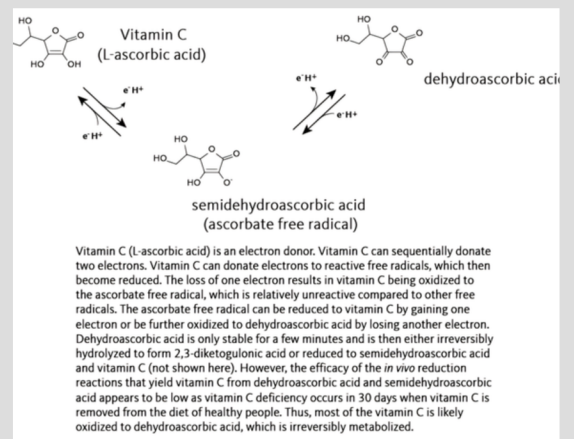 HO
O
O
HO
OH
Vitamin C
(L-ascorbic acid)
e⁻H⁺
e⁻H⁺
HO
HO
O
O
O
O
dehydroascorbic
e⁻H⁺
e⁻H⁺
HO
HO
O
O
HO
O
semidehydroascorbic acid
(ascorbate free radical)
Vitamin C (L-ascorbic acid) is an electron donor. Vitamin C can sequentially donate
two electrons. Vitamin C can donate electrons to reactive free radicals, which then
become reduced. The loss of one electron results in vitamin C being oxidized to
the ascorbate free radical, which is relatively unreactive compared to other free
radicals. The ascorbate free radical can be reduced to vitamin C by gaining one
electron or be further oxidized to dehydroascorbic acid by losing another electron.
Dehydroascorbic acid is only stable for a few minutes and is then either irreversibly
hydrolyzed to form 2,3-diketogulonic acid or reduced to semidehydroascorbic acid
and vitamin C (not shown here). However, the efficacy of the in vivo reduction
reactions that yield vitamin C from dehydroascorbic acid and semidehydroascorbic
acid appears to be low as vitamin C deficiency occurs in 30 days when vitamin C is
removed from the diet of healthy people. Thus, most of the vitamin C is likely
oxidized to dehydroascorbic acid, which is irreversibly metabolized.